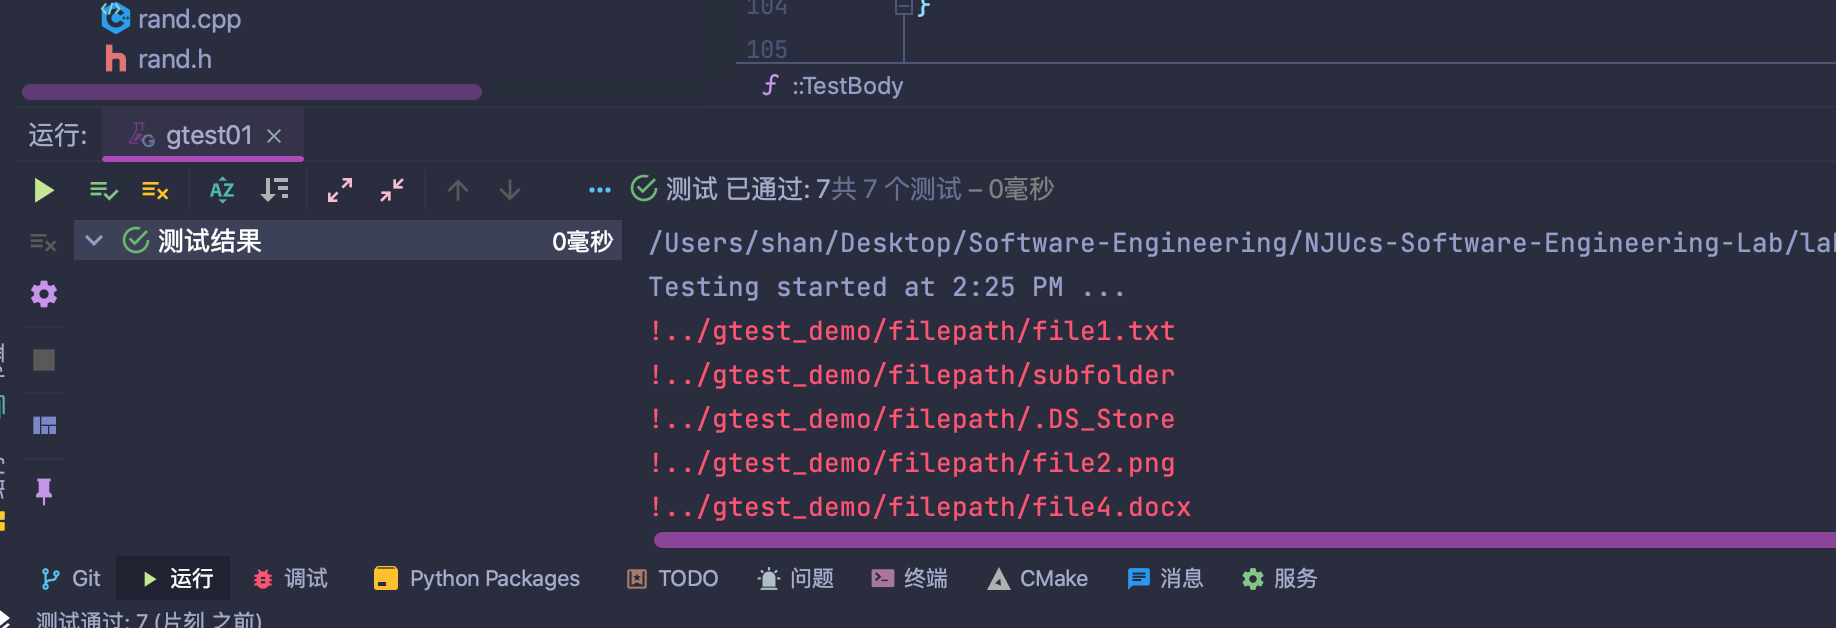 rand.cpp
rand.h
104
}
105
::TestBody
运行:
gtest01
测试 已通过: 7共 7 个测试 – 0毫秒
测试结果
0毫秒
/Users/shan/Desktop/Software-Engineering/NJUcs-Software-Engineering-Lab/la
Testing started at 2:25 PM ...
!../gtest_demo/filepath/file1.txt
!../gtest_demo/filepath/subfolder
!../gtest_demo/filepath/.DS_Store
!../gtest_demo/filepath/file2.png
!../gtest_demo/filepath/file4.docx
Git 运行 调试 Python Packages TODO 问题 终端 CMake 消息 服务
测试通过: 7 (片刻 之前)